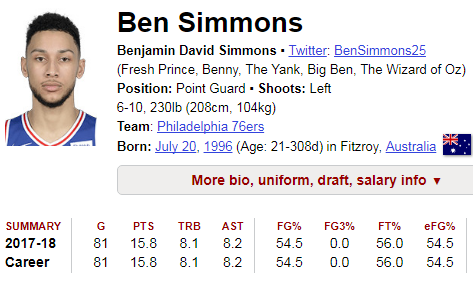 Ben Simmons
Benjamin David Simmons • Twitter: BenSimmons25
(Fresh Prince, Benny, The Yank, Big Ben, The Wizard of Oz)
Position: Point Guard • Shoots: Left
6-10, 230lb (208cm, 104kg)
Team: Philadelphia 76ers
Born: July 20, 1996 (Age: 21-308d) in Fitzroy, Australia
More bio, uniform, draft, salary info ▼
SUMMARY G PTS TRB AST FG% FG3% FT% eFG%
2017-18 81 15.8 8.1 8.2 54.5 0.0 56.0 54.5
Career 81 15.8 8.1 8.2 54.5 0.0 56.0 54.5